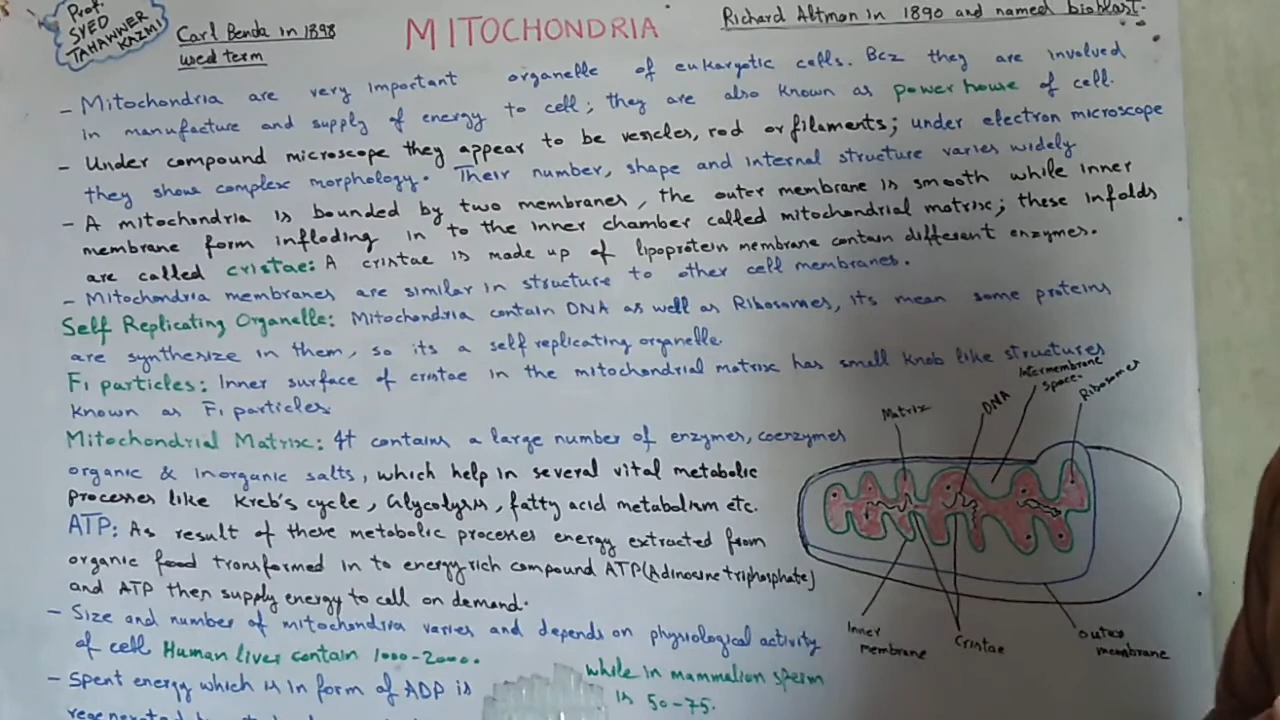 Prof.
SYED
TAHAWNER
KAZMI
Carl Benda in 1898
used term
MITOCHONDRIA
Richard Altman in 1890 and named bioblast.
- Mitochondria are very important organelle of eukaryotic cells. Bcz they are involved
in manufacture and supply of energy to cell; they are also known as power house of cell.
- Under compound microscope they appear to be vesicles, rod or filaments; under electron microscope
they show complex morphology. Their number, shape and internal structure varies widely
- A mitochondria is bounded by two membranes, the outer membrane is smooth while inner
membrane form infloding in to the inner chamber called mitochondrial matrix; these infolds
are called cristae: A cristae is made up of lipoprotein membrane contain different enzymes.
- Mitochondria membranes are similar in structure to other cell membranes.
Self Replicating Organelle: Mitochondria contain DNA as well as Ribosomes, its mean some proteins
are synthesize in them, so its a self replicating organelle.
F1 particles: Inner surface of cristae in the mitochondrial matrix has small knob like structures
known as F1 particles.
Mitochondrial Matrix: It contains a large number of enzymes, coenzymes
organic & inorganic salts, which help in several vital metabolic
processes like Kreb's cycle, Glycolysis, fatty acid metabolism etc.
ATP: As result of these metabolic processes energy extracted from
organic food transformed in to energy rich compound ATP (Adinosine triphosphate)
and ATP then supply energy to cell on demand.
- Size and number of mitochondria varies and depends on physiological activity
of cell Human liver contain 1000-2000.
while in mammalion sperm
is 50-75.
- Spent energy which is in form of ADP is
Matrix
DNA
Intermembrane
space.
Ribosomes
Inner
membrane
Cristae
outer
membrane